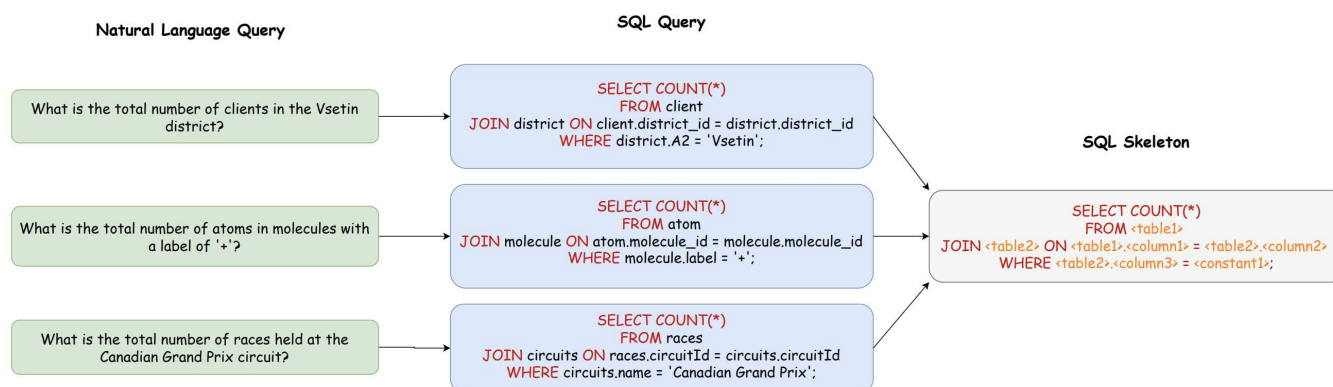 Natural Language Query
SQL Query
What is the total number of clients in the Vsetin
district?
SELECT COUNT(*)
FROM client
JOIN district ON client.district_id = district.district_id
WHERE district.A2 = 'Vsetin';
SQL Skeleton
What is the total number of atoms in molecules with
a label of '+'?
SELECT COUNT(*)
FROM atom
JOIN molecule ON atom.molecule_id = molecule.molecule_id
WHERE molecule.label = '+';
SELECT COUNT(*)
FROM <table1>
JOIN <table2> ON <table1>.<column1> = <table2>.<column2>
WHERE <table2>.<column3> = <constant1>;
What is the total number of races held at the
Canadian Grand Prix circuit?
SELECT COUNT(*)
FROM races
JOIN circuits ON races.circuitId = circuits.circuitId
WHERE circuits.name = 'Canadian Grand Prix';